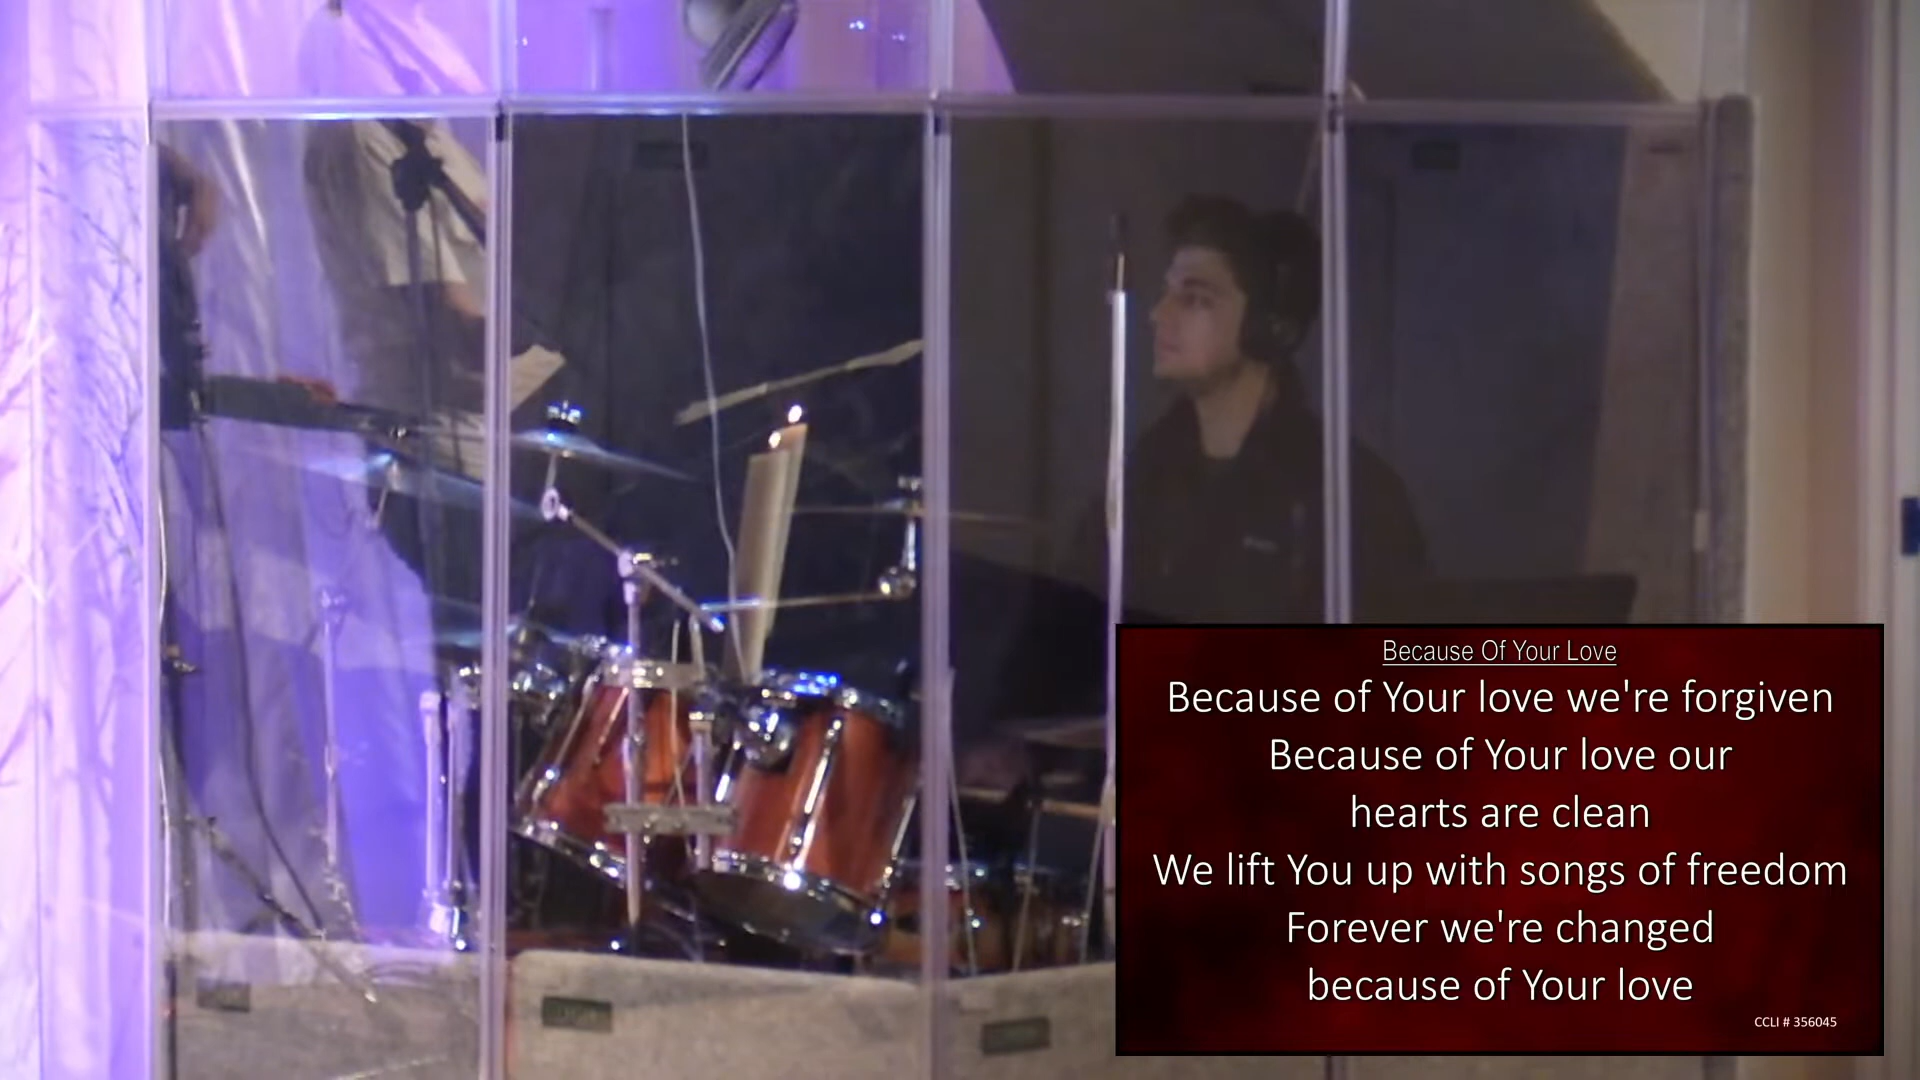 Because Of Your Love
Because of Your love we're forgiven
Because of Your love our
hearts are clean
We lift You up with songs of freedom
Forever we're changed
because of Your love
CCLI # 356045